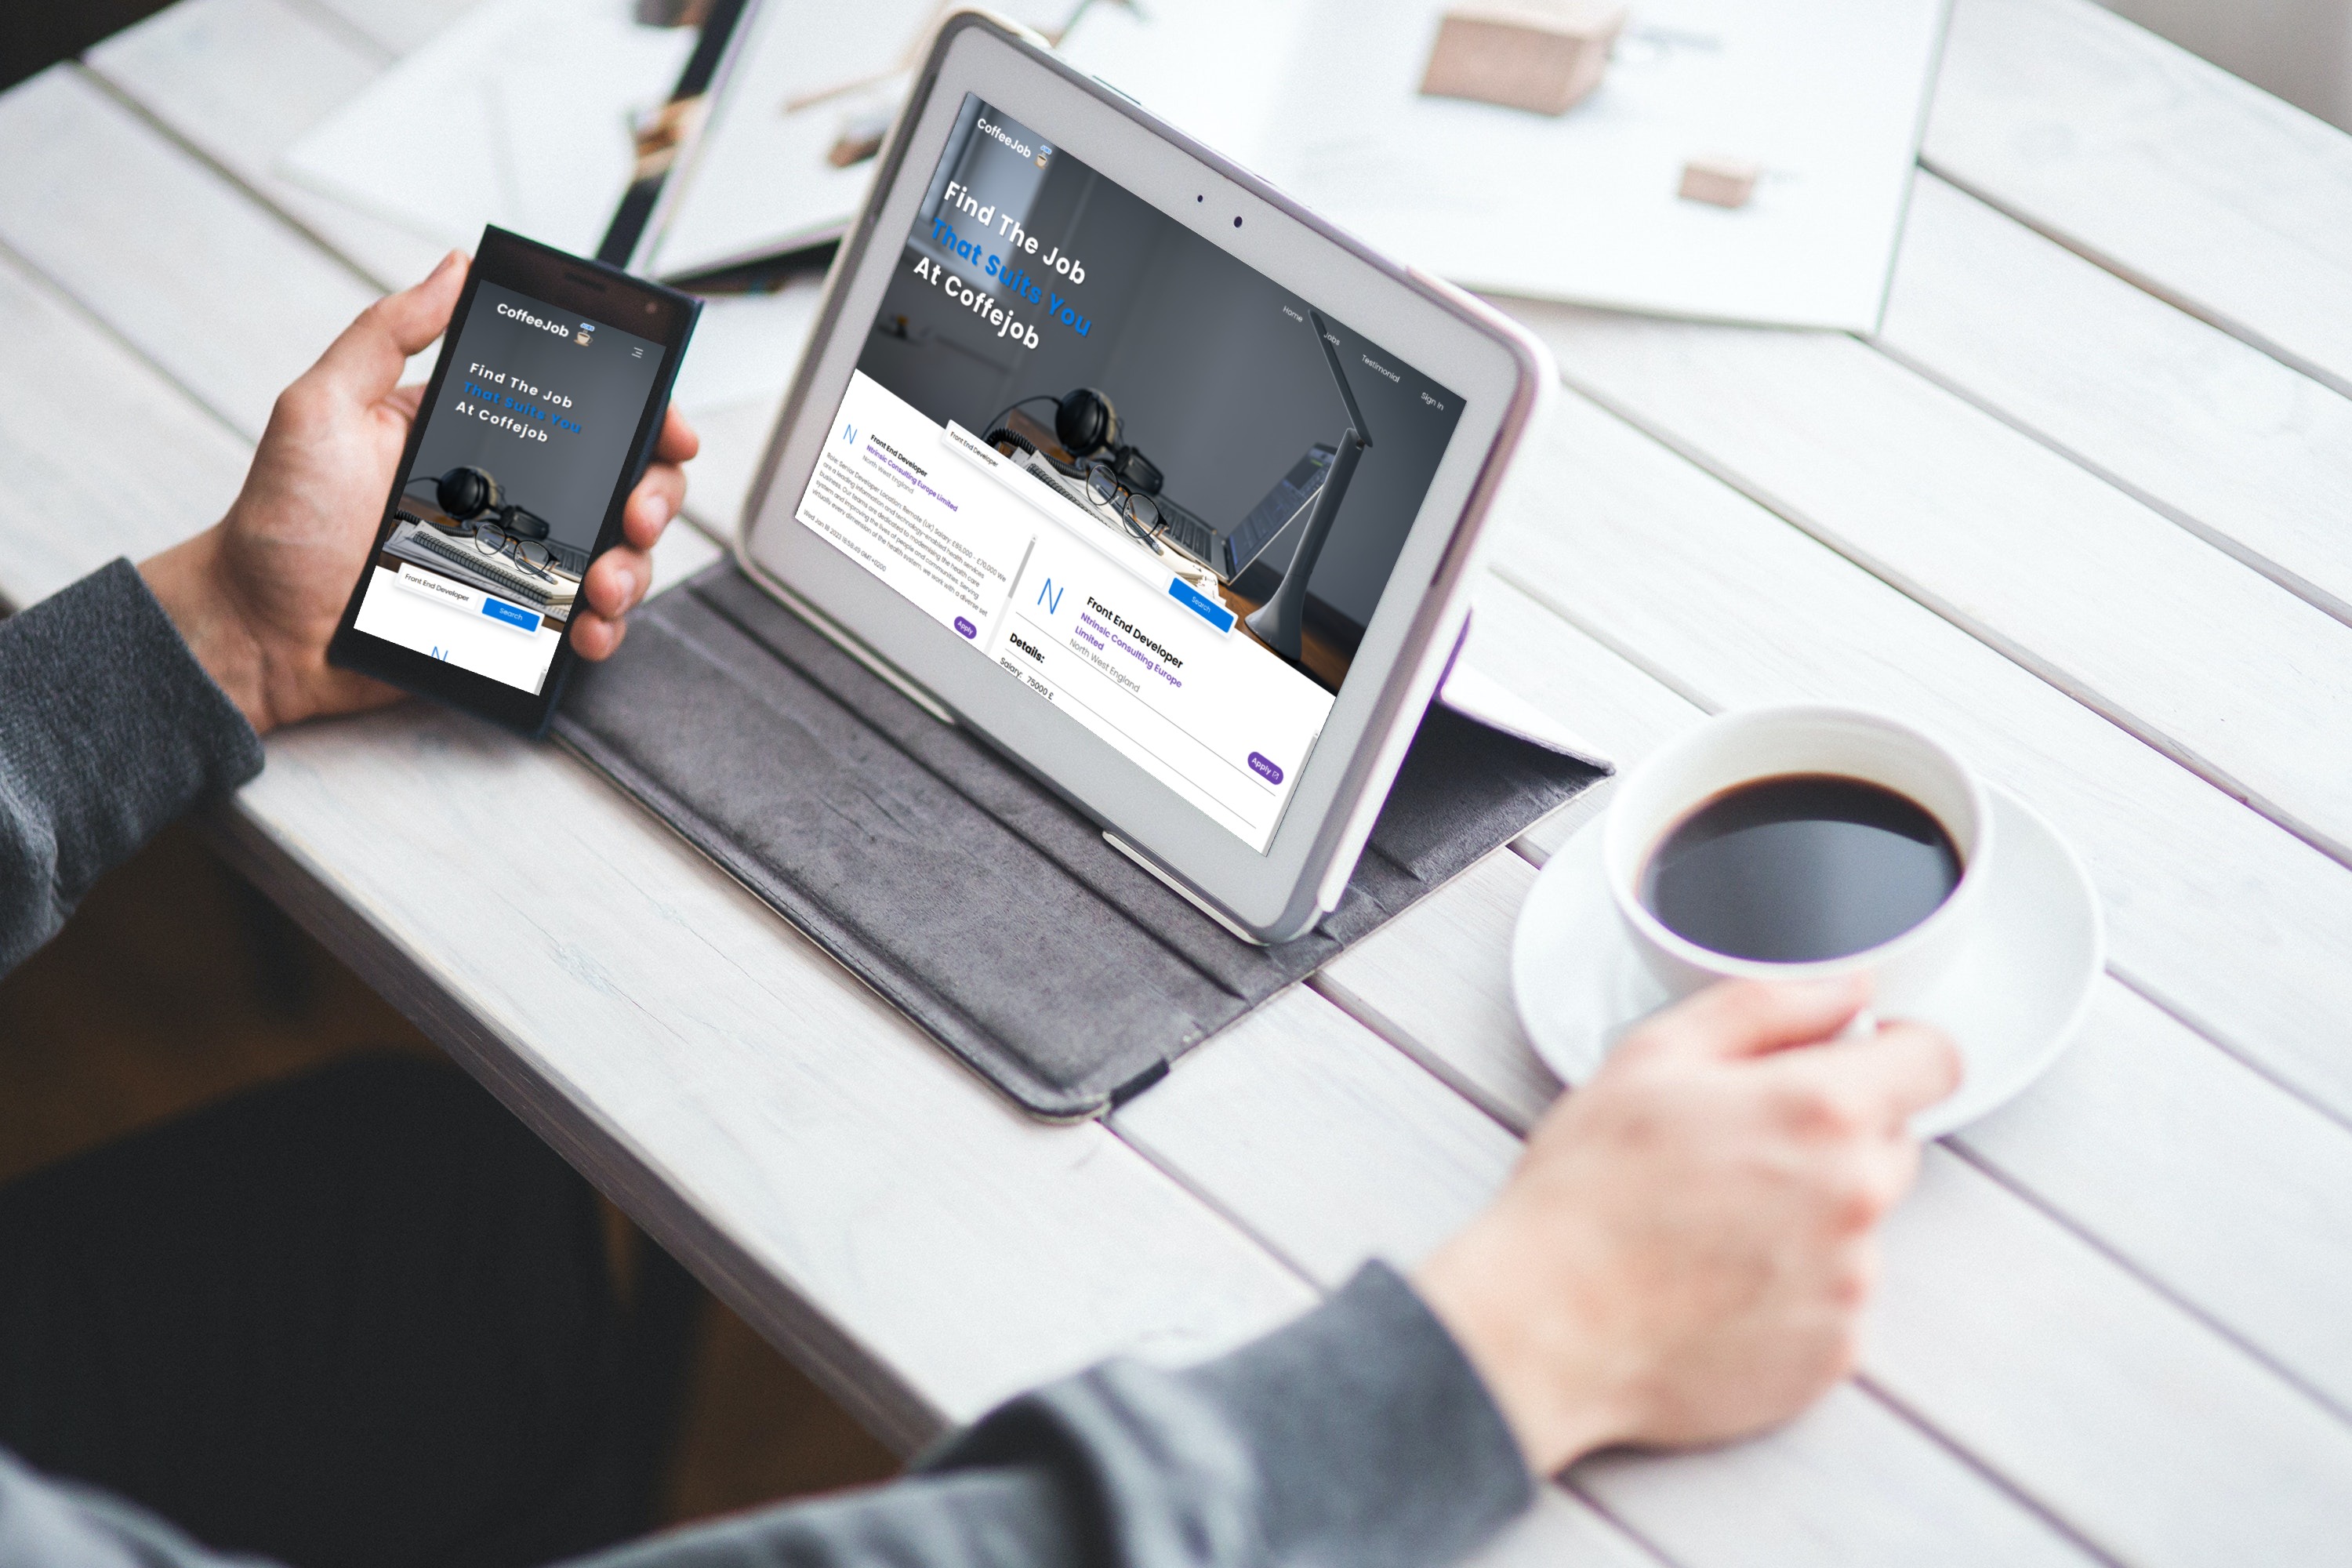 CoffeeJob
Find The Job
That Suits You
At Coffejob
Front End Developer
Search
N
CoffeeJob
Home
Jobs
Testimonial
Sign In
Find The Job
That Suits You
At Coffejob
Front End Developer
Search
N
Front End Developer
Ntrinsic Consulting Europe Limited
North West England
Role: Senior Developer Location: Remote (UK) Salary: £65,000 - £70,000 We
are a leading information and technology-enabled health services
business. Our teams are dedicated to modernising the health care
system and improving the lives of people and communities. Serving
virtually every dimension of the health system, we work with a diverse set
Wed Jan 18 2023
GMT+0200
Apply
N
Front End Developer
Ntrinsic Consulting Europe
Limited
North West England
Details:
Salary: 75000 £
Apply